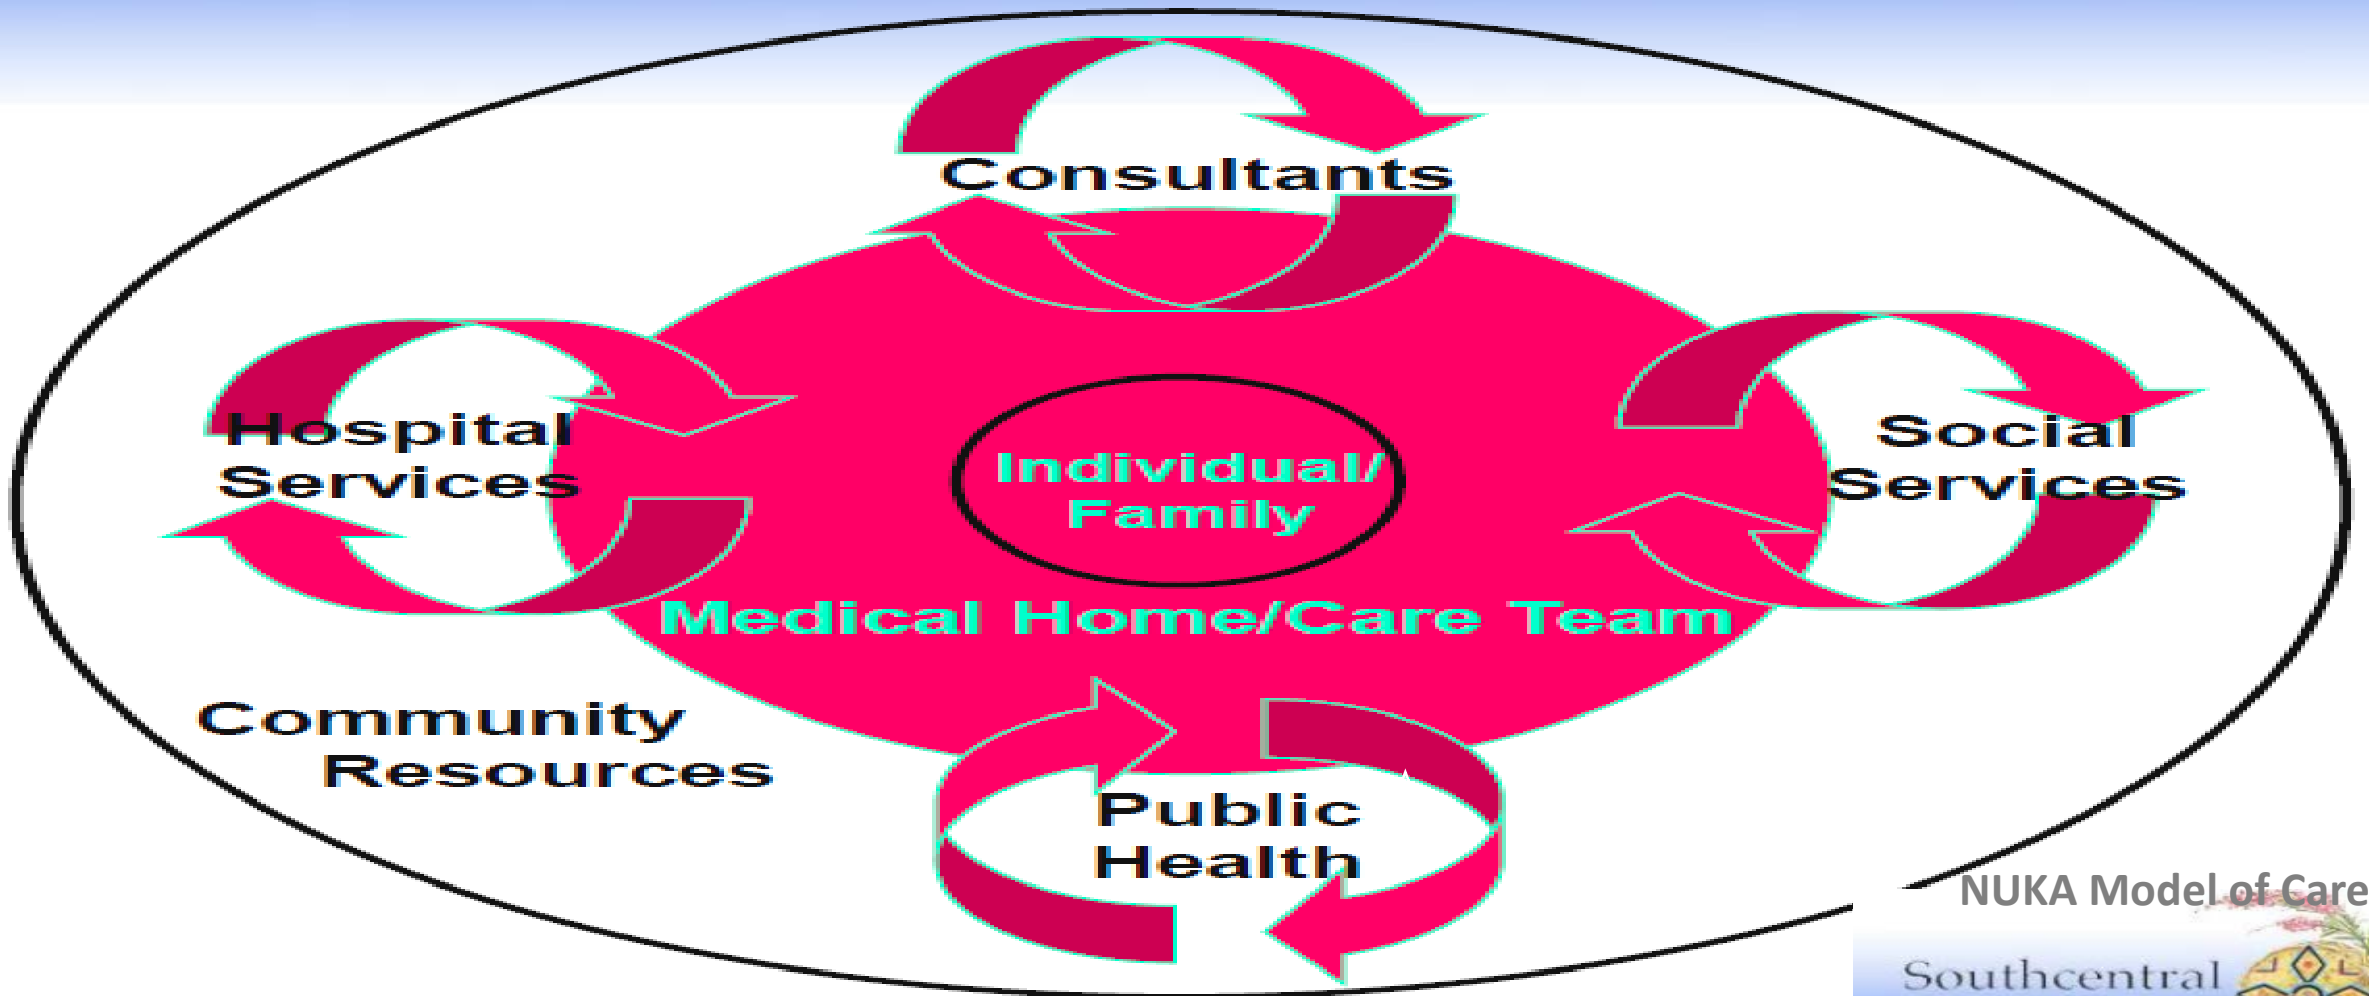 Consultants
Hospital
Services
Individual/
Family
Social
Services
Medical Home/Care Team
Community
Resources
Public
Health
NUKA Model of Care
Southcentral